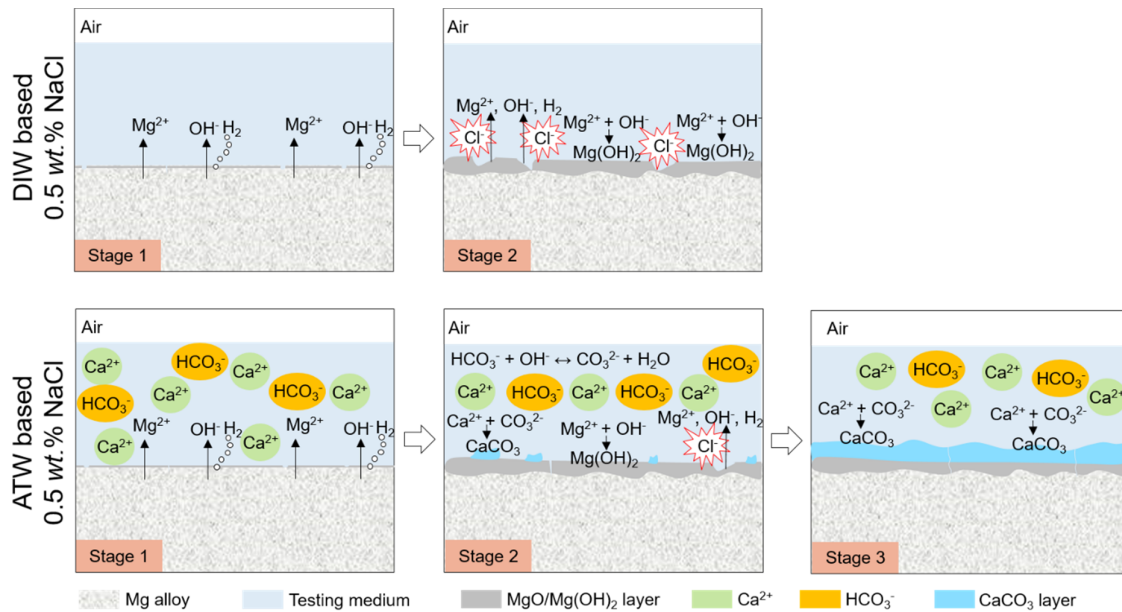 DIW based
0.5 wt.% NaCl
Air
Mg²⁺
OH⁻
H₂
Mg²⁺
OH⁻
H₂
Stage 1
Air
Mg²⁺, OH⁻, H₂
Cl⁻
Cl⁻
Mg²⁺ + OH⁻
Mg(OH)₂
Cl⁻
Mg²⁺ + OH⁻
Mg(OH)₂
Stage 2
ATW based
0.5 wt.% NaCl
Air
Ca²⁺
HCO₃⁻
Ca²⁺
HCO₃⁻
Ca²⁺
HCO₃⁻
Ca²⁺
Ca²⁺
Mg²⁺
OH⁻
H₂
Ca²⁺
Mg²⁺
OH⁻
H₂
Stage 1
Air
HCO₃⁻ + OH⁻ ↔ CO₃²⁻ + H₂O
HCO₃⁻
Ca²⁺
HCO₃⁻
Ca²⁺
HCO₃⁻
Ca²⁺
Ca²⁺ + CO₃²⁻
CaCO₃
Mg²⁺ + OH⁻
Mg(OH)₂
Mg²⁺, OH⁻, H₂
Cl⁻
Stage 2
Air
Ca²⁺
HCO₃⁻
Ca²⁺
HCO₃⁻
Ca²⁺
Ca²⁺
Ca²⁺ + CO₃²⁻
CaCO₃
Ca²⁺ + CO₃²⁻
CaCO₃
Stage 3
Mg alloy
Testing medium
MgO/Mg(OH)₂ layer
Ca²⁺
HCO₃⁻
CaCO₃ layer